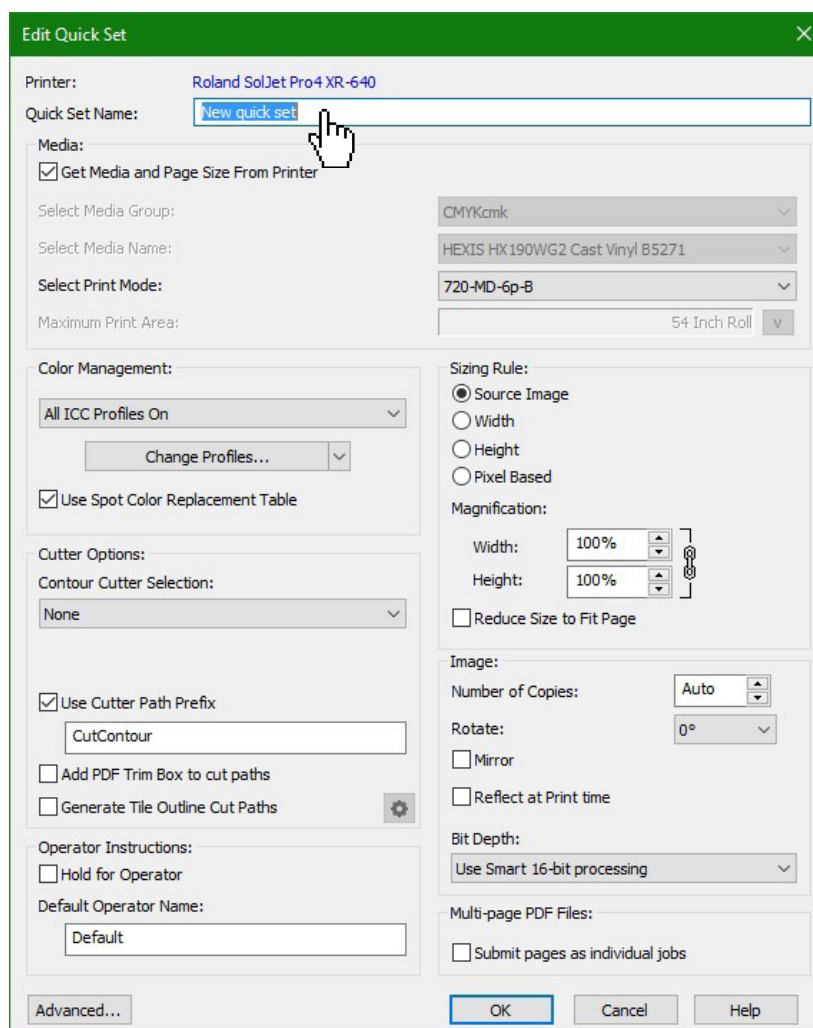 Edit Quick Set
Printer: Roland SolJet Pro4 XR-640
Quick Set Name: New quick set
Media:
Get Media and Page Size From Printer
Select Media Group: CMYKcmk
Select Media Name: HEXIS HX190WG2 Cast Vinyl B5271
Select Print Mode: 720-MD-6p-B
Maximum Print Area: 54 Inch Roll v
Color Management:
All ICC Profiles On
Change Profiles...
Use Spot Color Replacement Table
Cutter Options:
Contour Cutter Selection:
None
Use Cutter Path Prefix
CutContour
Add PDF Trim Box to cut paths
Generate Tile Outline Cut Paths
Operator Instructions:
Hold for Operator
Default Operator Name:
Default
Sizing Rule:
Source Image
Width
Height
Pixel Based
Magnification:
Width: 100%
Height: 100%
Reduce Size to Fit Page
Image:
Number of Copies: Auto
Rotate: 0°
Mirror
Reflect at Print time
Bit Depth:
Use Smart 16-bit processing
Multi-page PDF Files:
Submit pages as individual jobs
Advanced... OK Cancel Help